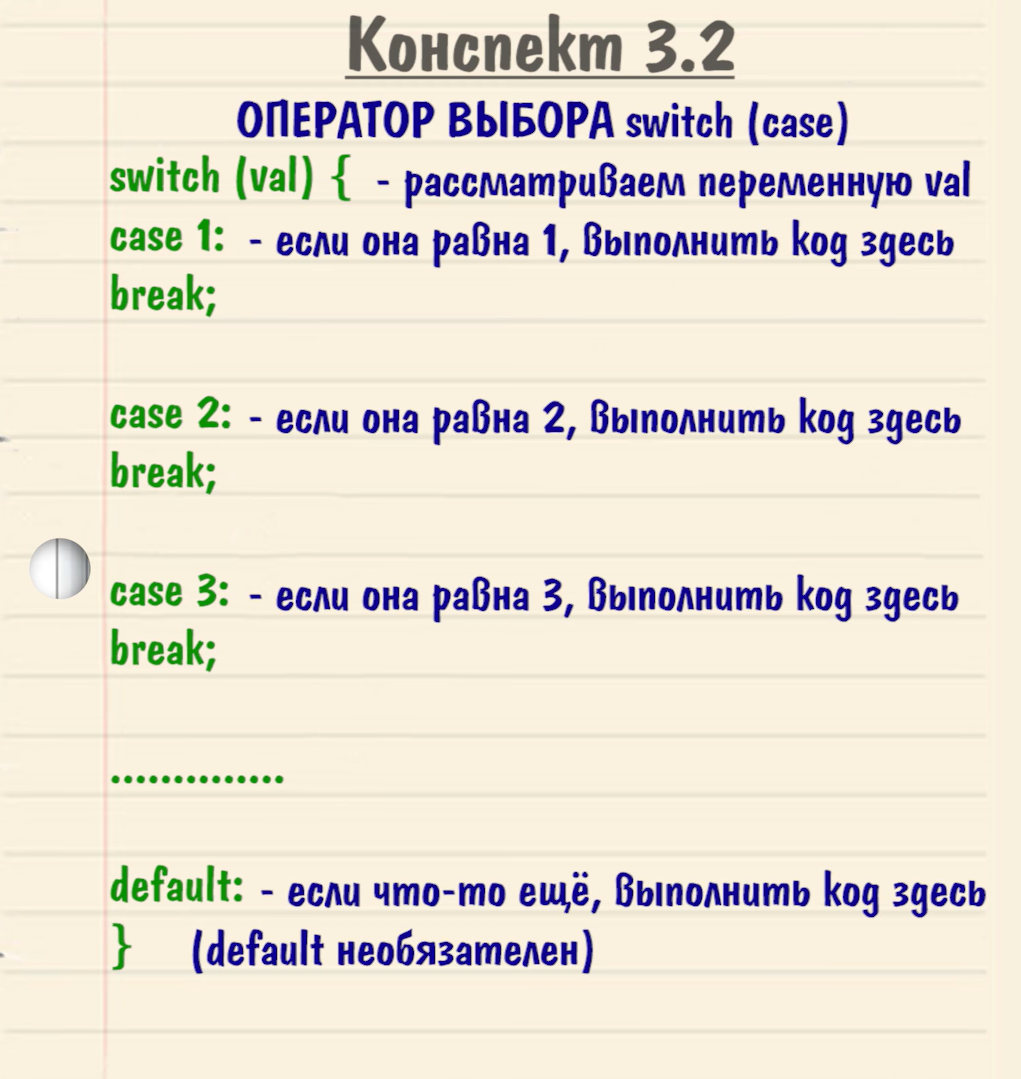 Конспект 3.2
ОПЕРАТОР ВЫБОРА switch (case)
switch (val) { - рассматриваем переменную val
case 1: - если она равна 1, выполнить код здесь
break;
case 2: - если она равна 2, выполнить код здесь
break;
case 3: - если она равна 3, выполнить код здесь
break;
..............
default: - если что-то ещё, выполнить код здесь
} (default необязателен)